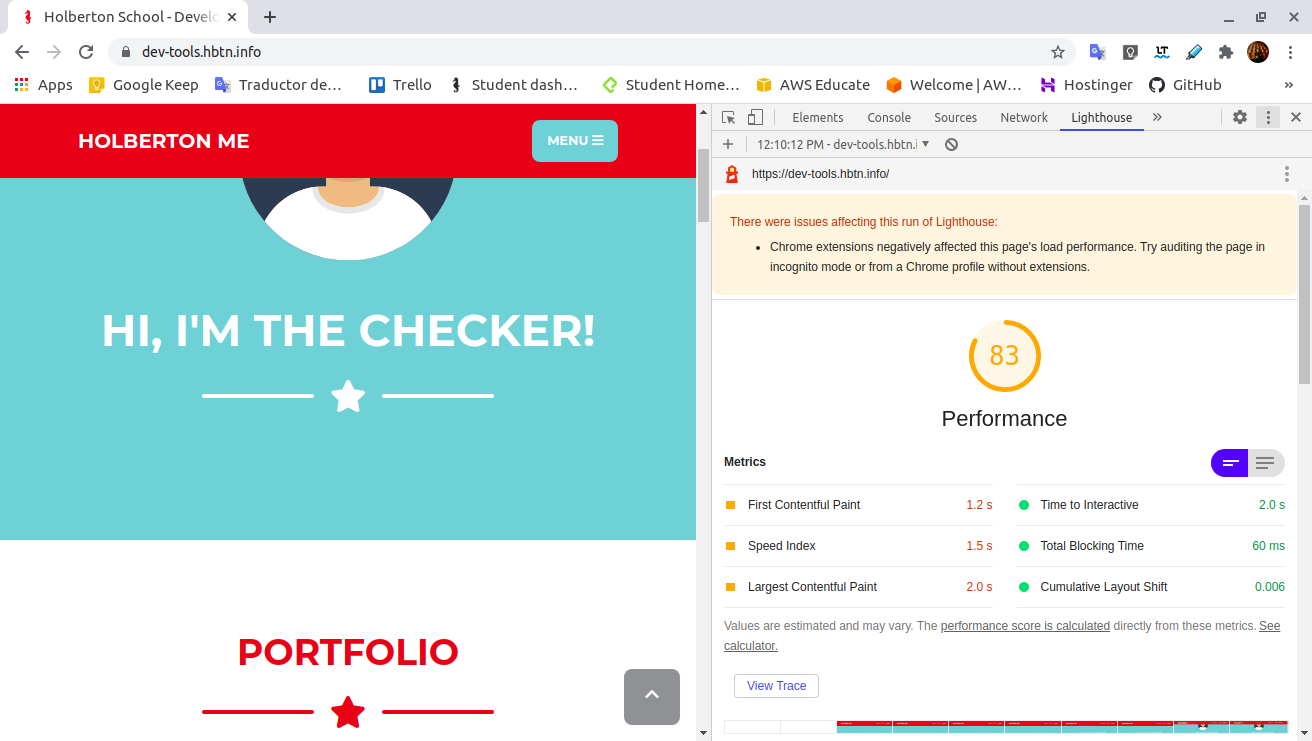 Holberton School - Develo
dev-tools.hbtn.info
Apps
Google Keep
Traductor de…
Trello
Student dash…
Student Home…
AWS Educate
Welcome | AW…
Hostinger
GitHub
»
HOLBERTON ME
MENU
HI, I'M THE CHECKER!
PORTFOLIO
Elements
Console
Sources
Network
Lighthouse
»
12:10:12 PM - dev-tools.hbtn.i
https://dev-tools.hbtn.info/
There were issues affecting this run of Lighthouse:
Chrome extensions negatively affected this page's load performance. Try auditing the page in
incognito mode or from a Chrome profile without extensions.
83
Performance
Metrics
First Contentful Paint 1.2 s
Time to Interactive 2.0 s
Speed Index 1.5 s
Total Blocking Time 60 ms
Largest Contentful Paint 2.0 s
Cumulative Layout Shift 0.006
Values are estimated and may vary. The performance score is calculated directly from these metrics. See
calculator.
View Trace